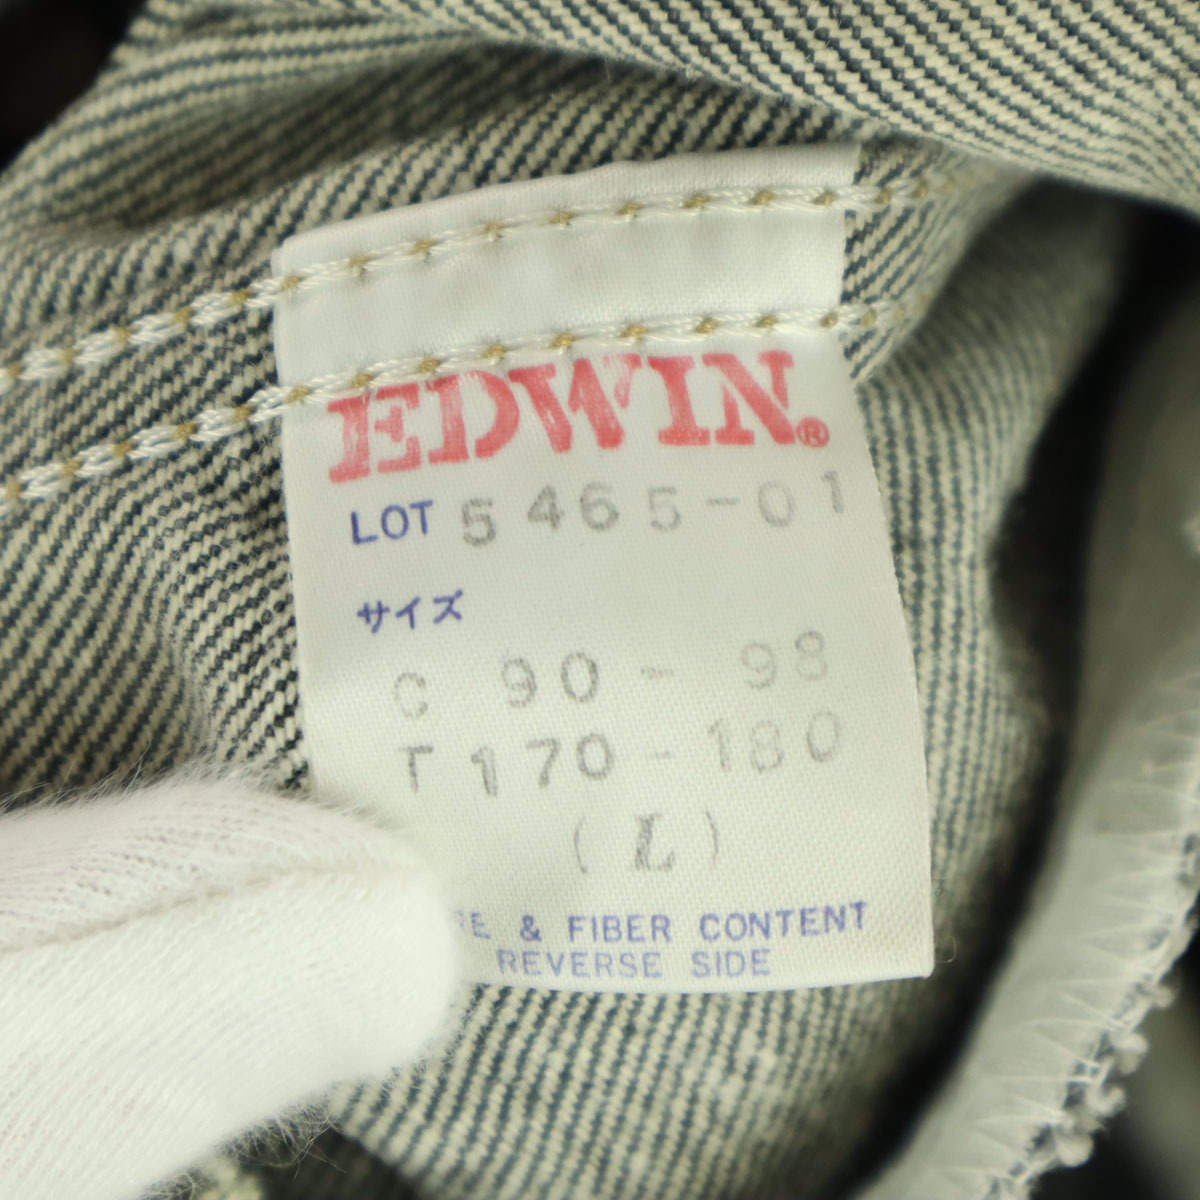 EDWIN®
LOT 5465-01
サイズ
C 90-98
T 170-180
(L)
& FIBER CONTENT
REVERSE SIDE